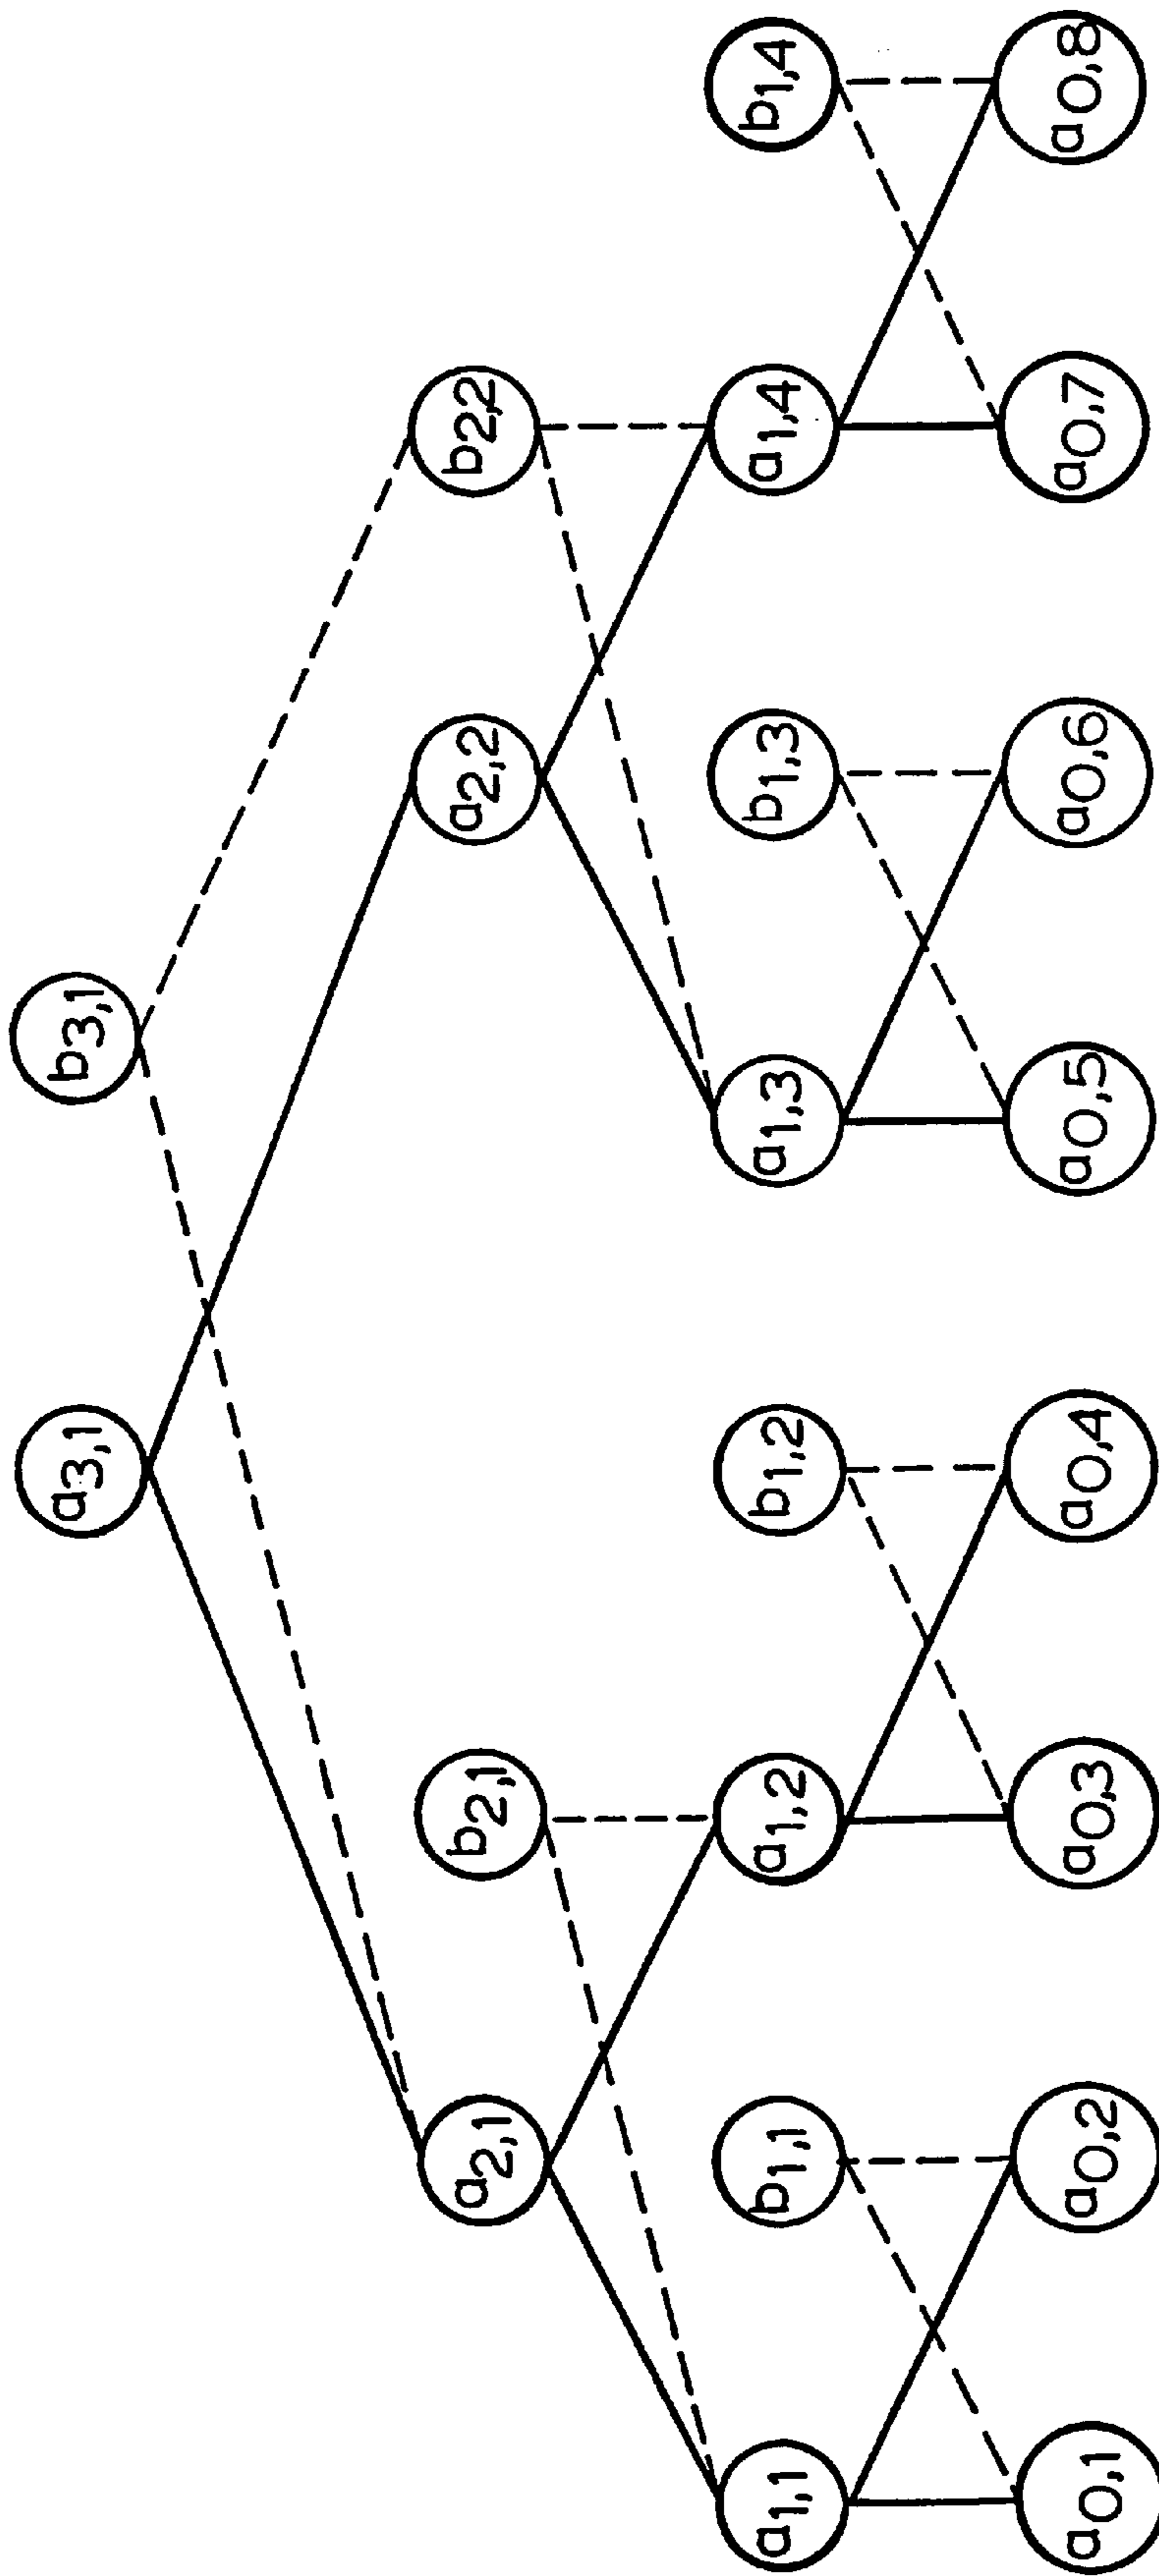 a3,1 b3,1
a2,1 b2,1 a2,2 b2,2
a1,1 b1,1 a1,2 b1,2 a1,3 b1,3 a1,4 b1,4
a0,1 a0,2 a0,3 a0,4 a0,5 a0,6 a0,7 a0,8